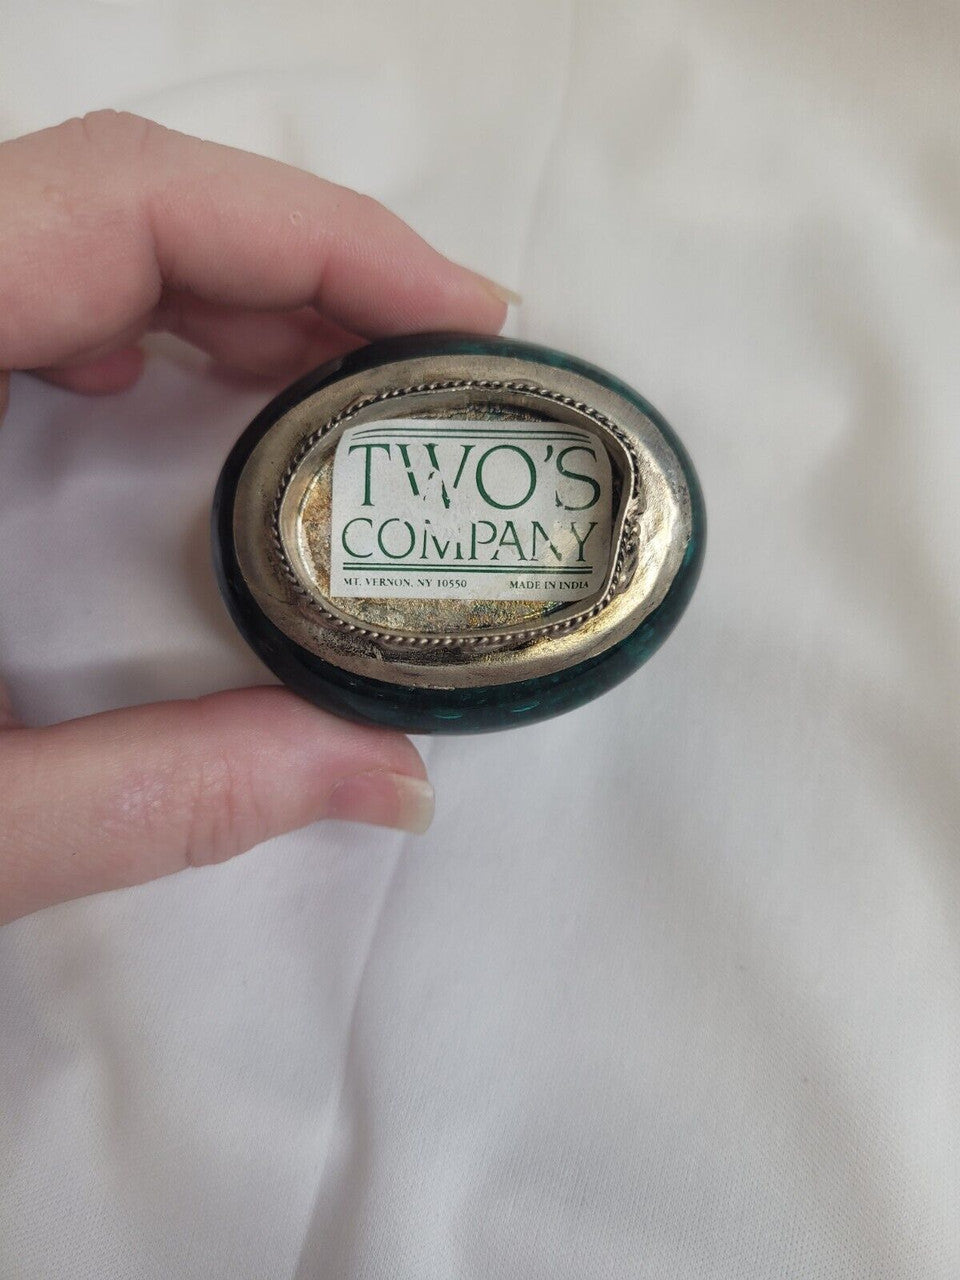 TWO'S
COMPANY
MT. VERNON, NY 10550 MADE IN INDIA